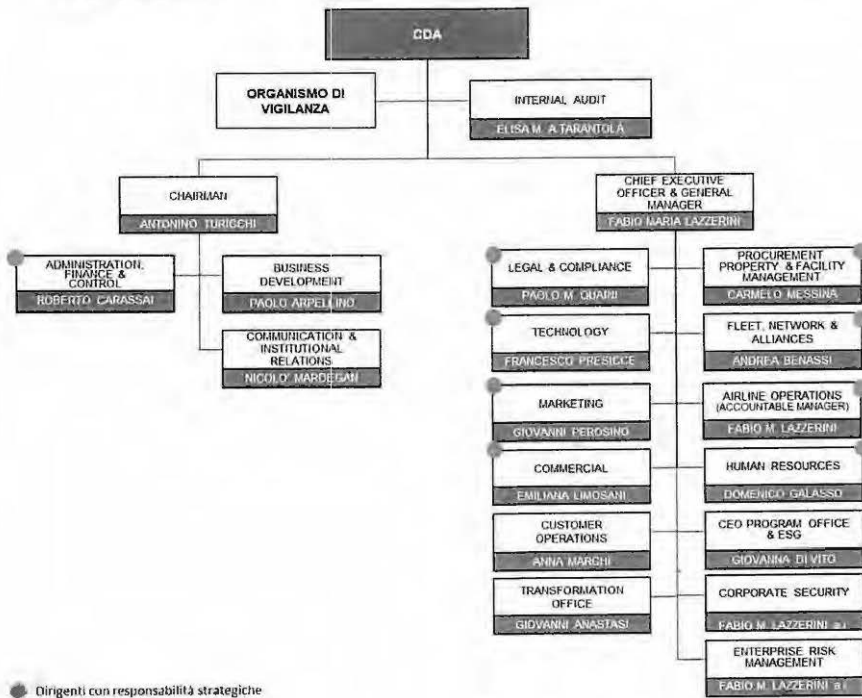 CDA
ORGANISMO DI
VIGILANZA
INTERNAL AUDIT
ELISA M. A TARANTOLA
CHAIRMAN
ANTONINO TURICCHI
CHIEF EXECUTIVE
OFFICER & GENERAL
MANAGER
FABIO MARIA LAZZERINI
ADMINISTRATION,
FINANCE &
CONTROL
ROBERTO CARASSAI
BUSINESS
DEVELOPMENT
PAOLO ARPELLINO
COMMUNICATION &
INSTITUTIONAL
RELATIONS
NICOLO' MARDEGAN
LEGAL & COMPLIANCE
PAOLO M. QUAINI
PROCUREMENT
PROPERTY & FACILITY
MANAGEMENT
CARMELO MESSINA
TECHNOLOGY
FRANCESCO PRESICCE
FLEET, NETWORK &
ALLIANCES
ANDREA BENASSI
MARKETING
GIOVANNI PEROSINO
AIRLINE OPERATIONS
(ACCOUNTABLE MANAGER)
FABIO M. LAZZERINI
COMMERCIAL
EMILIANA LIMOSANI
HUMAN RESOURCES
DOMENICO GALASSO
CUSTOMER
OPERATIONS
ANNA MARCHI
CEO PROGRAM OFFICE
& ESG
GIOVANNA DI VITO
TRANSFORMATION
OFFICE
GIOVANNI ANASTASI
CORPORATE SECURITY
FABIO M. LAZZERINI a.i
ENTERPRISE RISK
MANAGEMENT
FABIO M. LAZZERINI a.i
Dirigenti con responsabilità strategiche